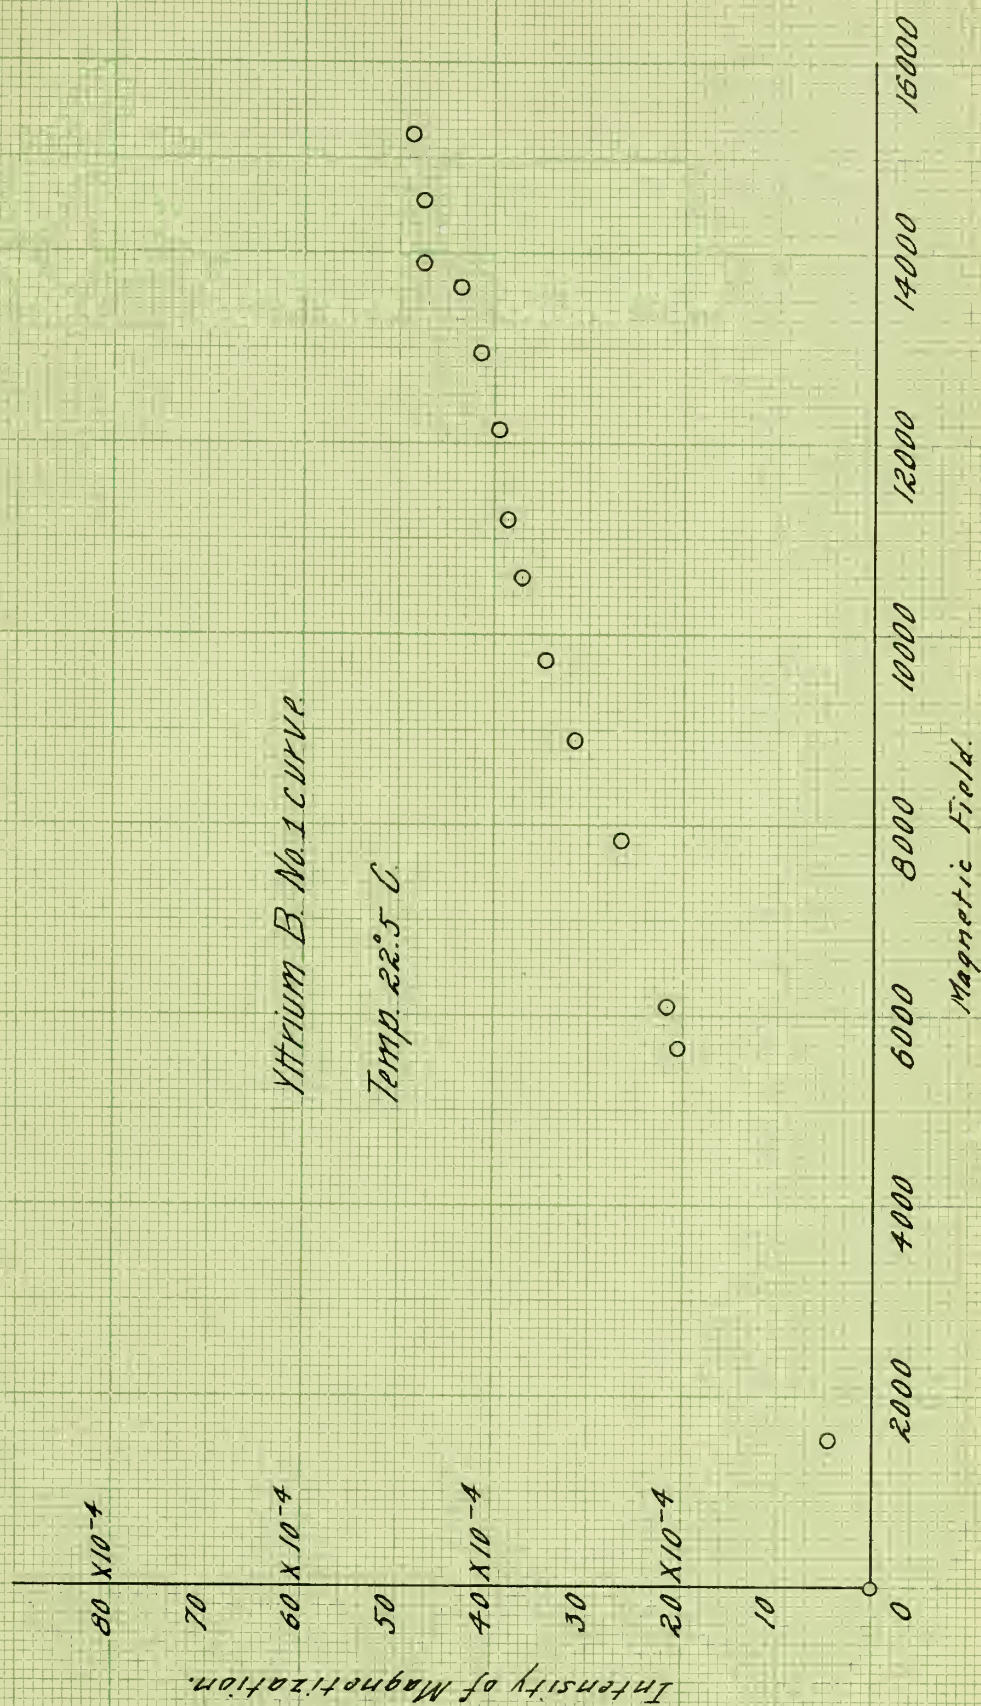 Yttrium B. No. 1 curve.
Temp. 22°.5 C.
Intensity of Magnetization.
80 X10-4
70
60 X 10-4
50
40 X10-4
30
20 X10-4
10
0
2000
4000
6000
8000
10000
12000
14000
16000
Magnetic Field.